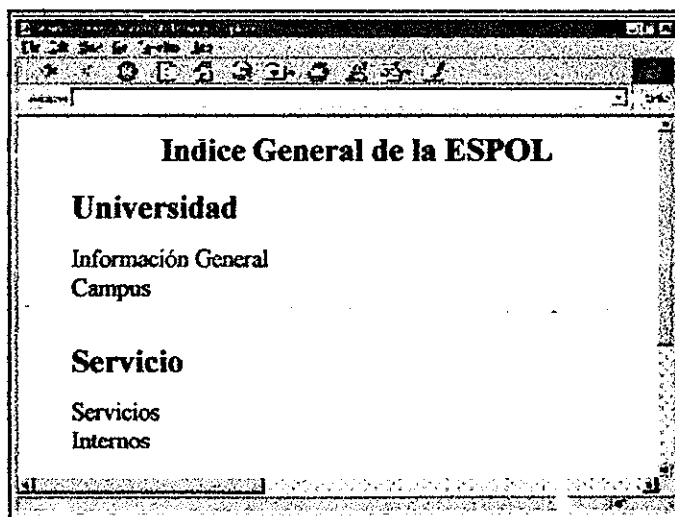 Indice General de la ESPOL
Universidad
Información General
Campus
Servicio
Servicios
Internos